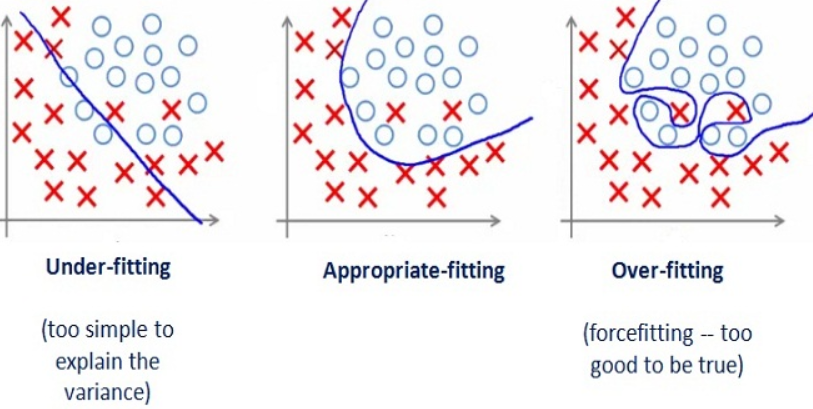 Under-fitting
Appropriate-fitting
Over-fitting
(too simple to
explain the
variance)
(forcefitting -- too
good to be true)